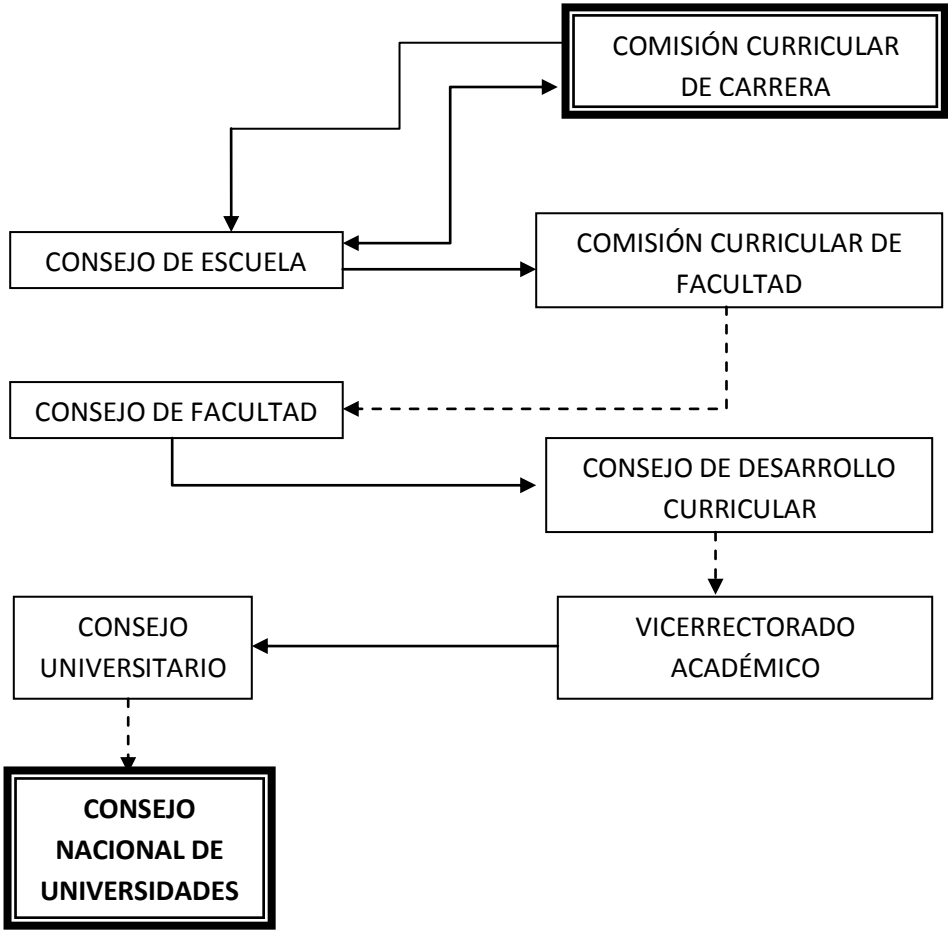 COMISIÓN CURRICULAR
DE CARRERA
CONSEJO DE ESCUELA
COMISIÓN CURRICULAR DE
FACULTAD
CONSEJO DE FACULTAD
CONSEJO DE DESARROLLO
CURRICULAR
CONSEJO
UNIVERSITARIO
VICERRECTORADO
ACADÉMICO
CONSEJO
NACIONAL DE
UNIVERSIDADES